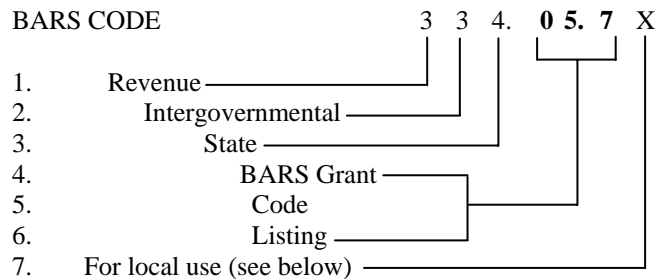 BARS CODE 3 3 4. 0 5. 7 X
1. Revenue
2. Intergovernmental
3. State
4. BARS Grant
5. Code
6. Listing
7. For local use (see below)